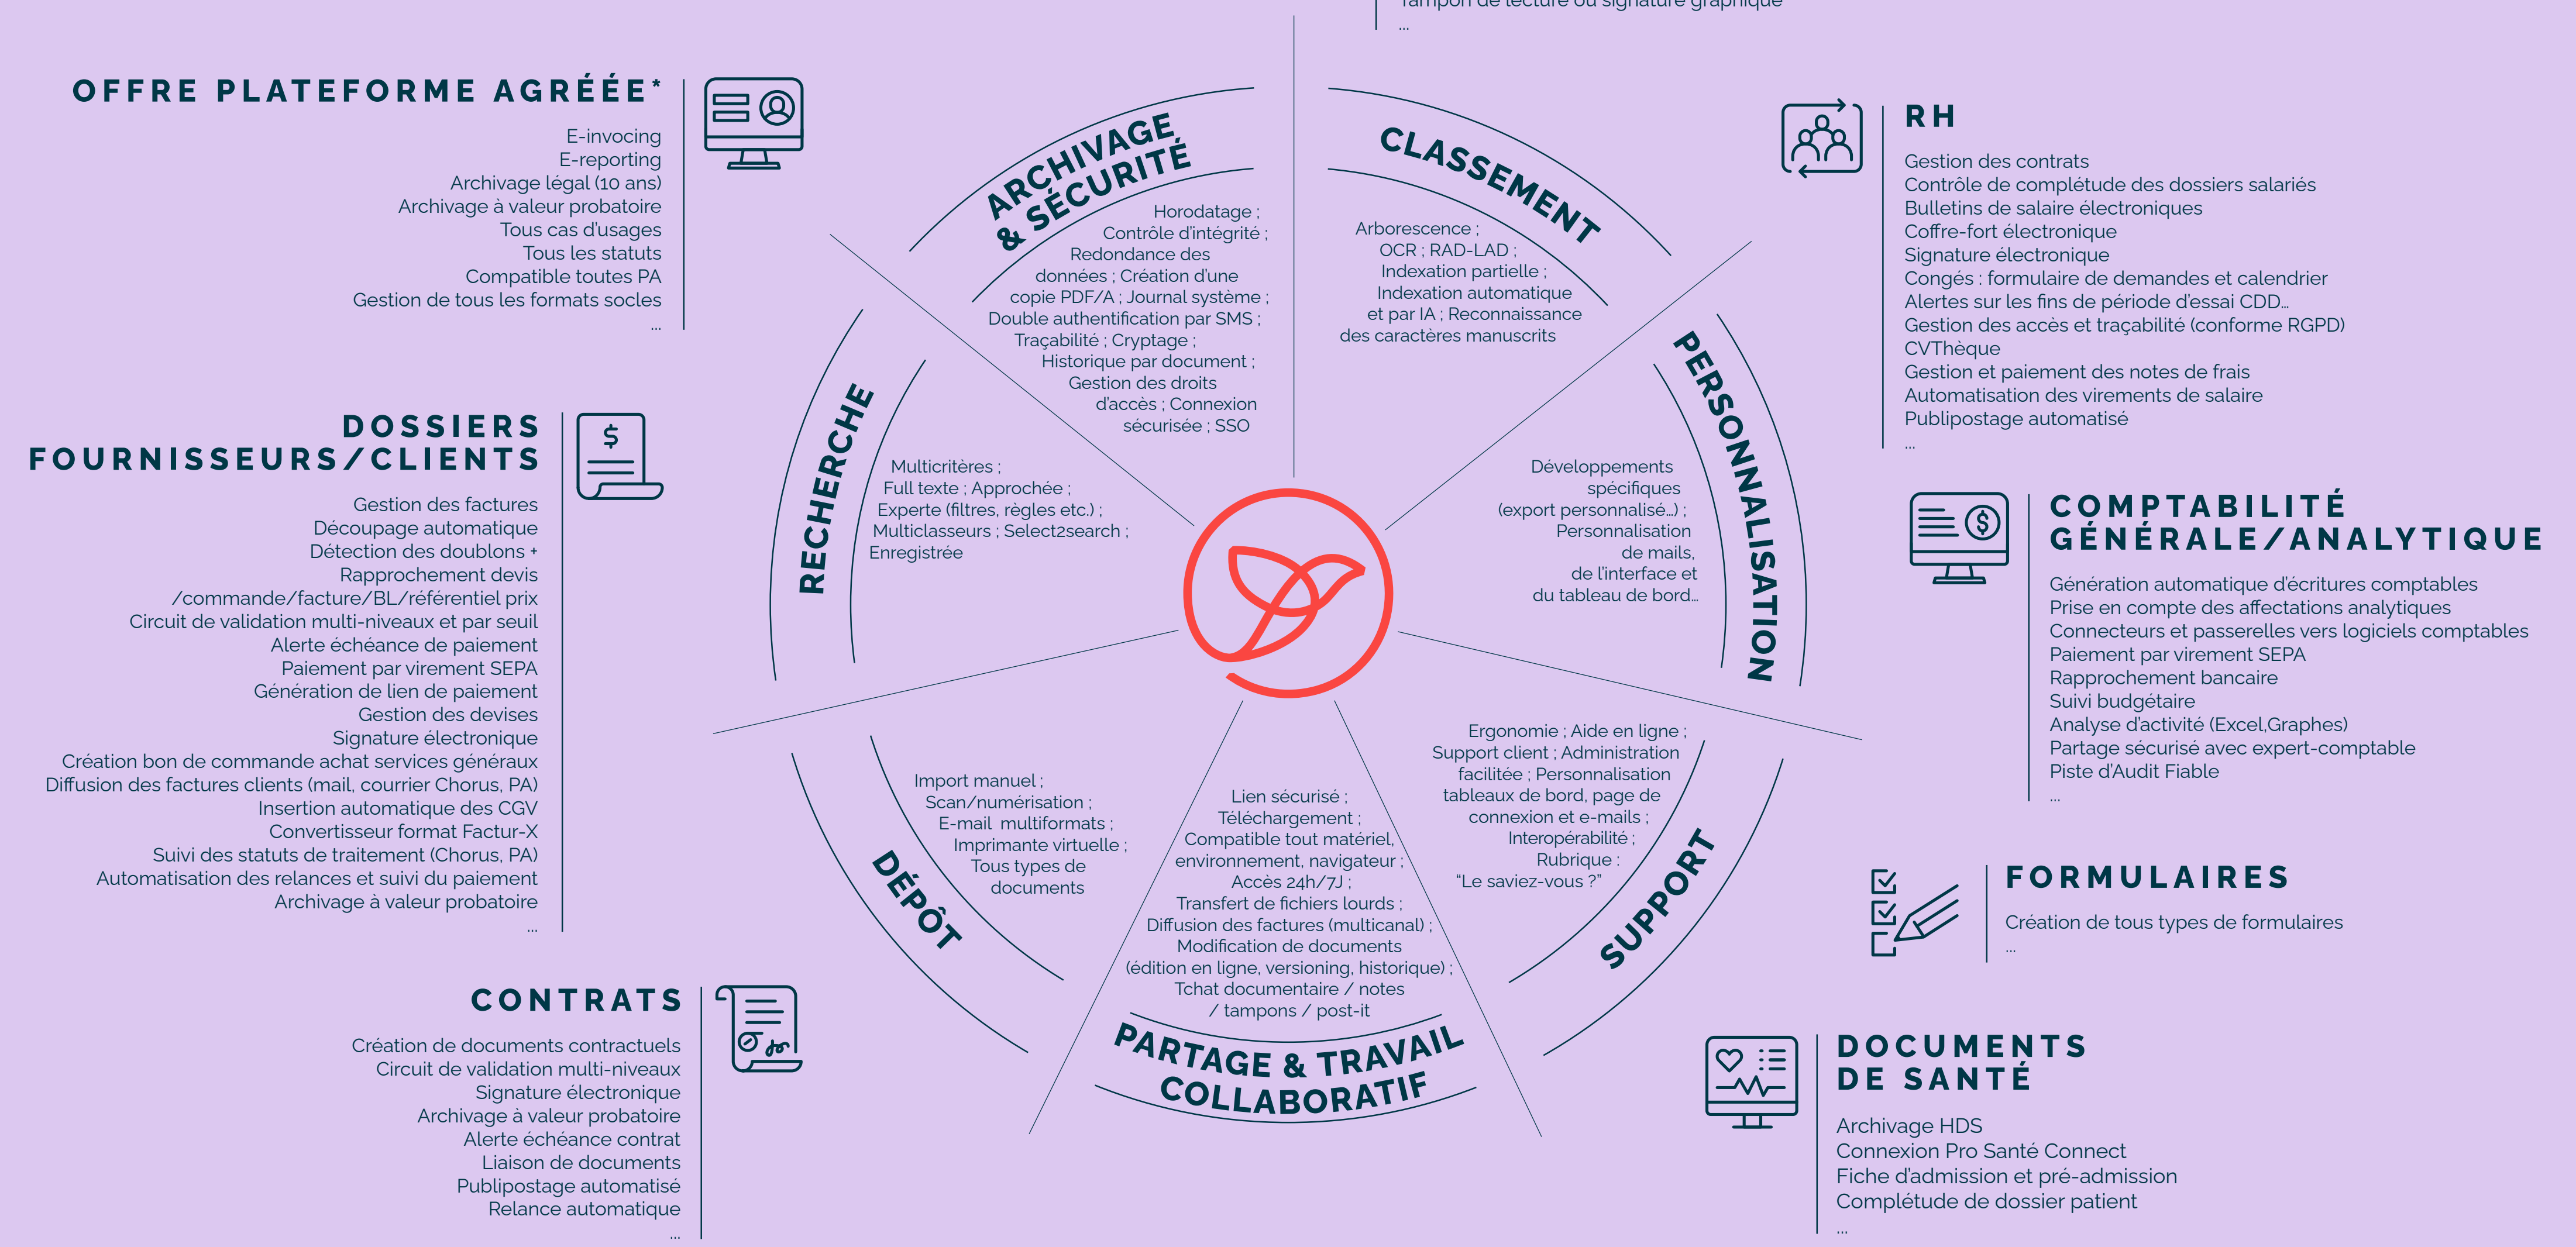 Tampon de lecture ou signature graphique
...
OFFRE PLATEFORME AGRÉÉE*
E-invocing
E-reporting
Archivage légal (10 ans)
Archivage à valeur probatoire
Tous cas d'usages
Tous les statuts
Compatible toutes PA
Gestion de tous les formats socles
...
DOSSIERS
FOURNISSEURS/CLIENTS
$
Gestion des factures
Découpage automatique
Détection des doublons +
Rapprochement devis
/commande/facture/BL/référentiel prix
Circuit de validation multi-niveaux et par seuil
Alerte échéance de paiement
Paiement par virement SEPA
Génération de lien de paiement
Gestion des devises
Signature électronique
Création bon de commande achat services généraux
Diffusion des factures clients (mail, courrier Chorus, PA)
Insertion automatique des CGV
Convertisseur format Factur-X
Suivi des statuts de traitement (Chorus, PA)
Automatisation des relances et suivi du paiement
Archivage à valeur probatoire
...
CONTRATS
Création de documents contractuels
Circuit de validation multi-niveaux
Signature électronique
Archivage à valeur probatoire
Alerte échéance contrat
Liaison de documents
Publipostage automatisé
Relance automatique
...
ARCHIVAGE
& SÉCURITÉ
Horodatage ;
Contrôle d'intégrité ;
Redondance des
données ; Création d'une
copie PDF/A ; Journal système ;
Double authentification par SMS ;
Traçabilité ; Cryptage ;
Historique par document ;
Gestion des droits
d'accès ; Connexion
sécurisée ; SSO
CLASSEMENT
Arborescence ;
OCR ; RAD-LAD ;
Indexation partielle ;
Indexation automatique
et par IA ; Reconnaissance
des caractères manuscrits
RECHERCHE
Multicritères ;
Full texte ; Approchée ;
Experte (filtres, règles etc.) ;
Multiclasseurs ; Select2search ;
Enregistrée
PERSONNALISATION
Développements
spécifiques
(export personnalisé...) ;
Personnalisation
de mails,
de l'interface et
du tableau de bord...
DÉPÔT
Import manuel ;
Scan/numérisation ;
E-mail multiformats ;
Imprimante virtuelle ;
Tous types de
documents
Lien sécurisé ;
Téléchargement ;
Compatible tout matériel,
environnement, navigateur ;
Accès 24h/7J ;
Transfert de fichiers lourds ;
Diffusion des factures (multicanal) ;
Modification de documents
(édition en ligne, versioning, historique) ;
Tchat documentaire / notes
/ tampons / post-it
PARTAGE & TRAVAIL
COLLABORATIF
Ergonomie ; Aide en ligne ;
Support client ; Administration
facilitée ; Personnalisation
tableaux de bord, page de
connexion et e-mails ;
Interopérabilité ;
Rubrique :
“Le saviez-vous ?”
SUPPORT
RH
Gestion des contrats
Contrôle de complétude des dossiers salariés
Bulletins de salaire électroniques
Coffre-fort électronique
Signature électronique
Congés : formulaire de demandes et calendrier
Alertes sur les fins de période d'essai CDD...
Gestion des accès et traçabilité (conforme RGPD)
CVThèque
Gestion et paiement des notes de frais
Automatisation des virements de salaire
Publipostage automatisé
...
$
COMPTABILITÉ
GÉNÉRALE/ANALYTIQUE
Génération automatique d'écritures comptables
Prise en compte des affectations analytiques
Connecteurs et passerelles vers logiciels comptables
Paiement par virement SEPA
Rapprochement bancaire
Suivi budgétaire
Analyse d'activité (Excel,Graphes)
Partage sécurisé avec expert-comptable
Piste d'Audit Fiable
...
FORMULAIRES
Création de tous types de formulaires
...
DOCUMENTS
DE SANTÉ
Archivage HDS
Connexion Pro Santé Connect
Fiche d'admission et pré-admission
Complétude de dossier patient
...